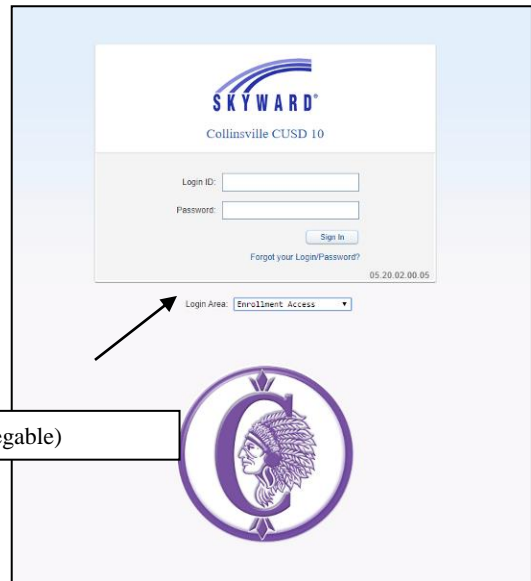 SKYWARD®
Collinsville CUSD 10
Login ID:
Password:
Sign In
Forgot your Login/Password?
05.20.02.00.05
Login Area: Enrollment Access
egable)
C